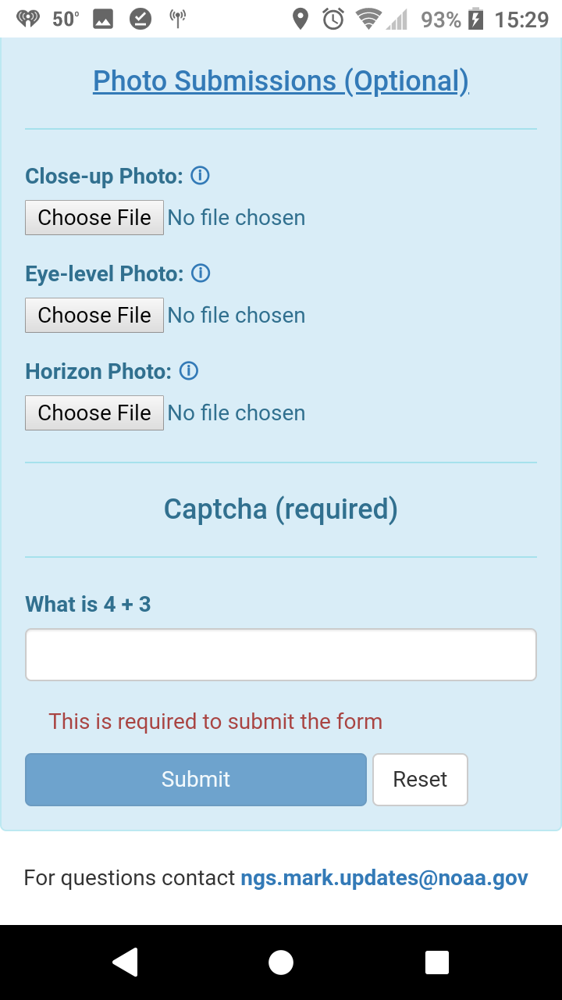 50° 93% 15:29
Photo Submissions (Optional)
Close-up Photo:
Choose File No file chosen
Eye-level Photo:
Choose File No file chosen
Horizon Photo:
Choose File No file chosen
Captcha (required)
What is 4 + 3
This is required to submit the form
Submit Reset
For questions contact ngs.mark.updates@noaa.gov